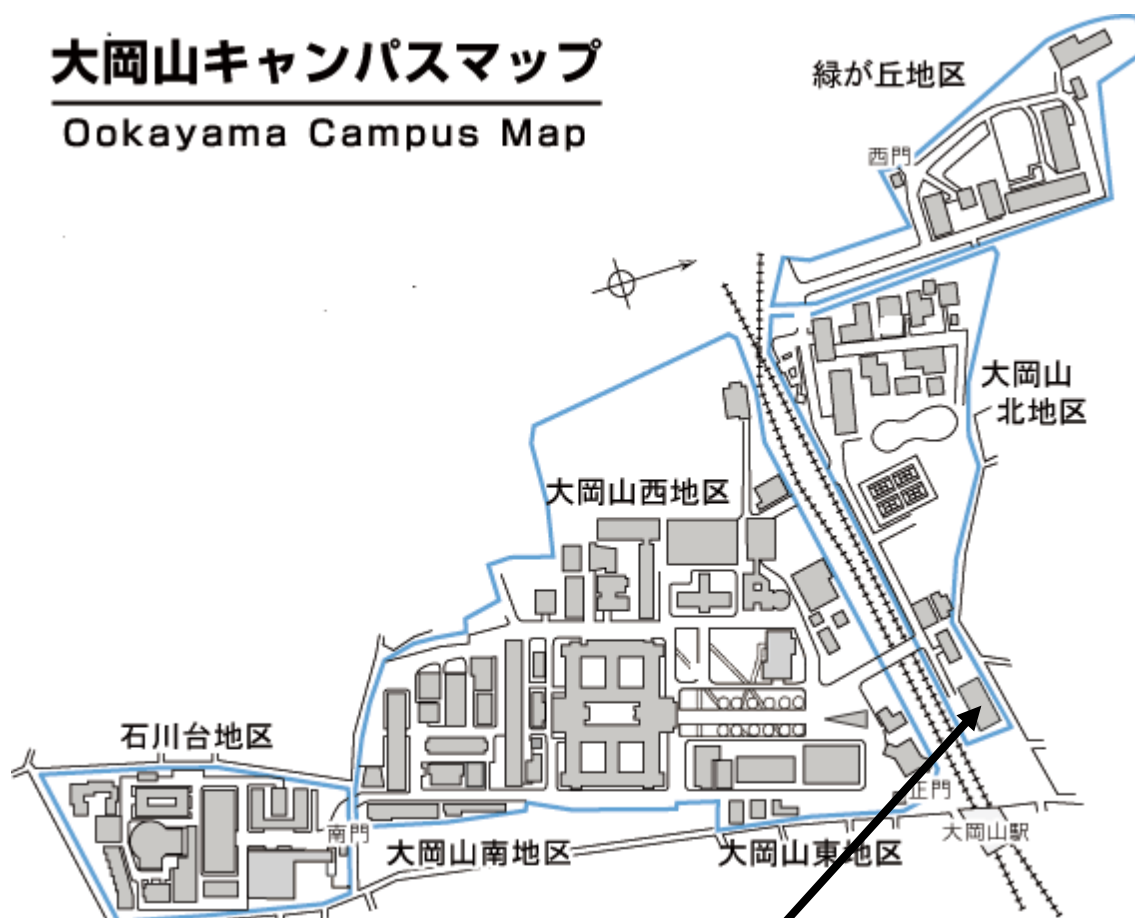 大岡山キャンパスマップ
Ookayama Campus Map
緑が丘地区
西門
大岡山
北地区
大岡山西地区
石川台地区
南門
大岡山南地区
大岡山東地区
正門
大岡山駅